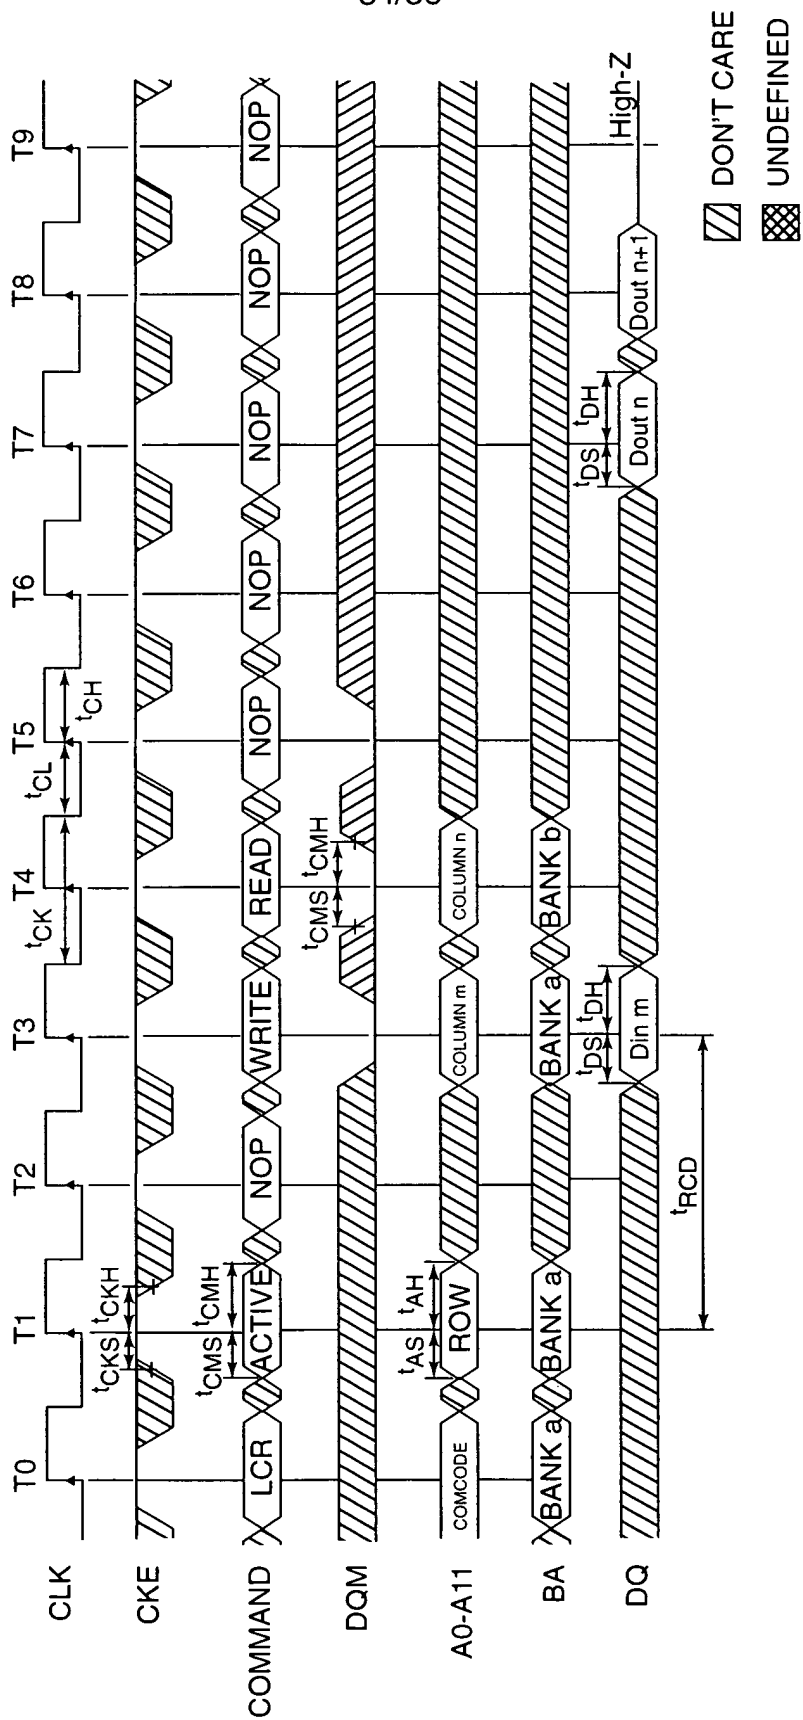 T0 T1 T2 T3 T4 T5 T6 T7 T8 T9
tCK tCL tCH
CLK
tCKS tCKH
CKE
tCMS tCMH
COMMAND LCR ACTIVE NOP WRITE READ NOP NOP NOP NOP NOP
tCMS tCMH
DQM
tAS tAH
A0-A11 COMCODE ROW COLUMN m COLUMN n
BA BANK a BANK a BANK a BANK b
tDS tDH tDS tDH
High-Z
DQ Din m Dout n Dout n+1
tRCD
DON'T CARE
UNDEFINED